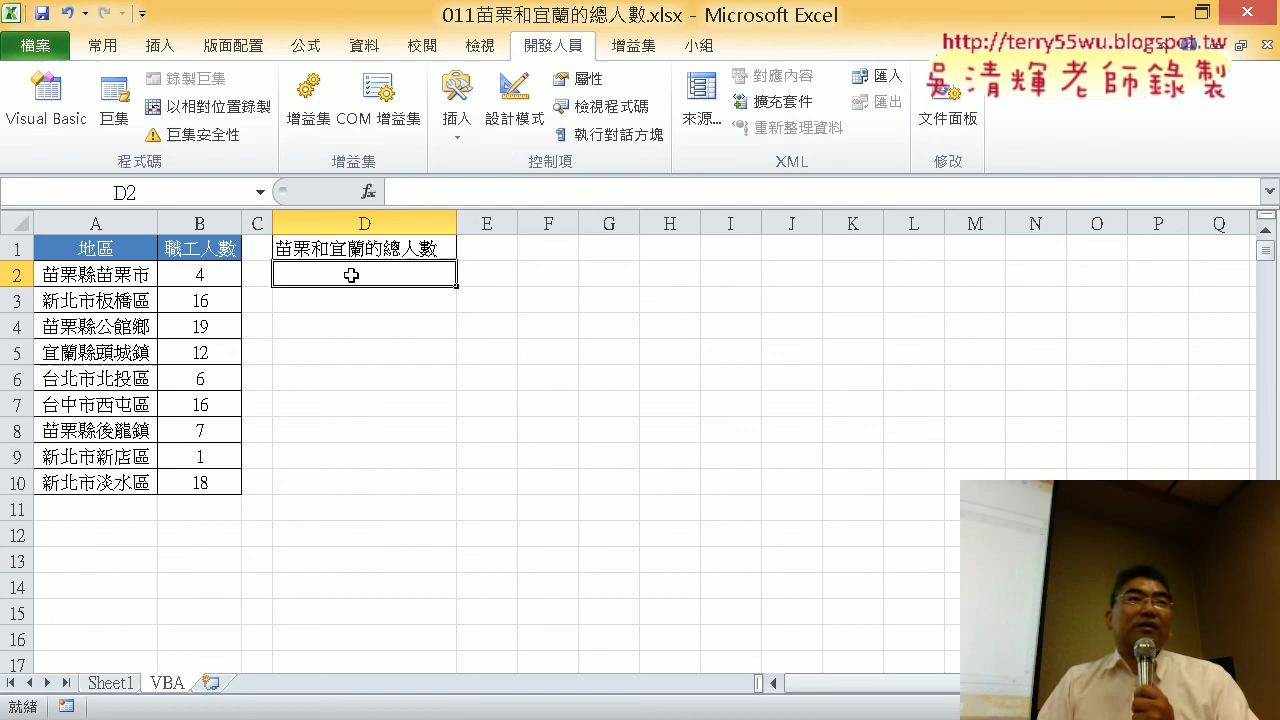 011苗栗和宜蘭的總人數.xlsx - Microsoft Excel
檔案 常用 插入 版面配置 公式 資料 校閱 檢視 開發人員 增益集 小組
http://terry55wu.blogspot.tw
吳清輝老師錄製
Visual Basic 巨集 錄製巨集 以相對位置錄製 巨集安全性 程式碼
增益集 COM 增益集 增益集
插入 設計模式 屬性 檢視程式碼 執行對話方塊 控制項
來源... 對應內容 擴充套件 重新整理資料 匯入 匯出 XML
文件面板 修改
D2 fx
A B C D E F G H I J K L M N O P Q
1 地區 職工人數 苗栗和宜蘭的總人數
2 苗栗縣苗栗市 4
3 新北市板橋區 16
4 苗栗縣公館鄉 19
5 宜蘭縣頭城鎮 12
6 台北市北投區 6
7 台中市西屯區 16
8 苗栗縣後龍鎮 7
9 新北市新店區 1
10 新北市淡水區 18
11
12
13
14
15
16
17
Sheet1 VBA
就緒